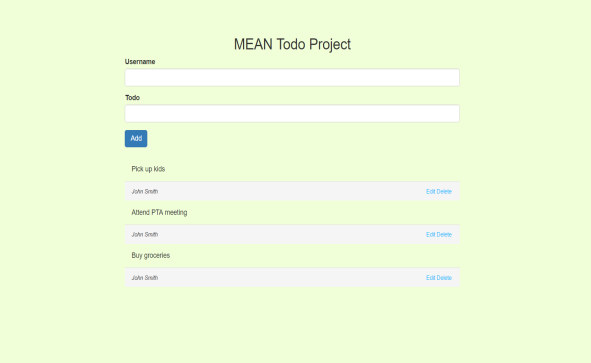 MEAN Todo Project
Username
Todo
Add
Pick up kids
John Smith Edit Delete
Attend PTA meeting
John Smith Edit Delete
Buy groceries
John Smith Edit Delete